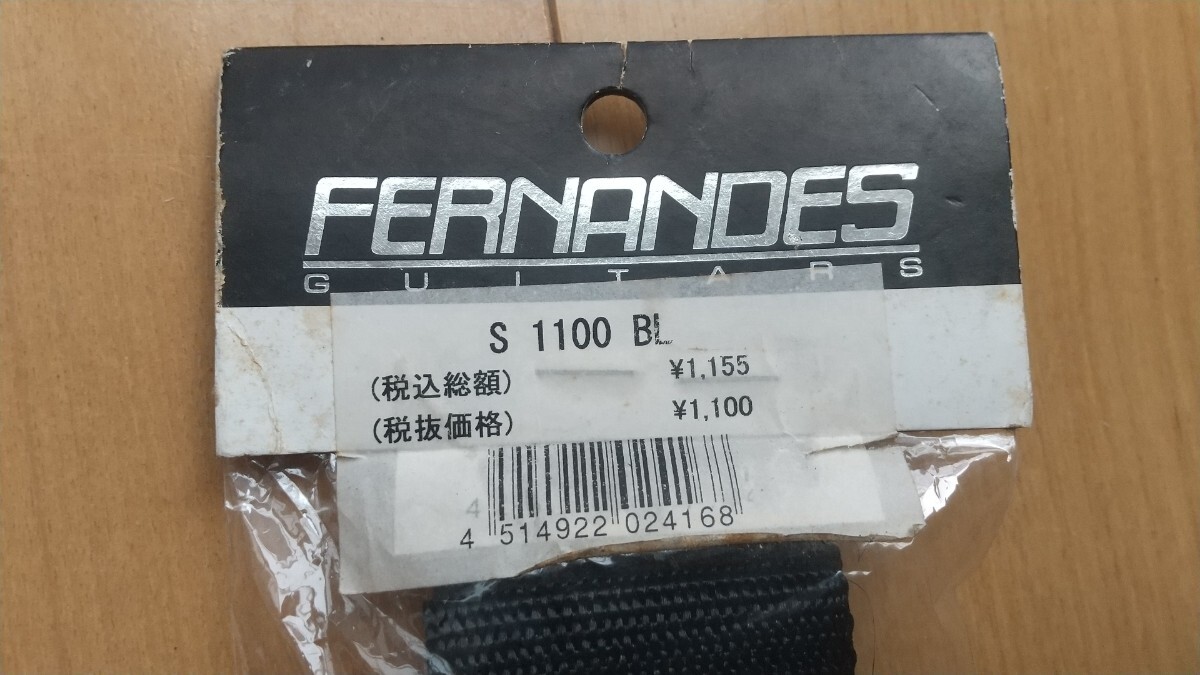 FERNANDES
GUITARS
S 1100 BL
(税込総額) ¥1,155
(税抜価格) ¥1,100
4 514922 024168